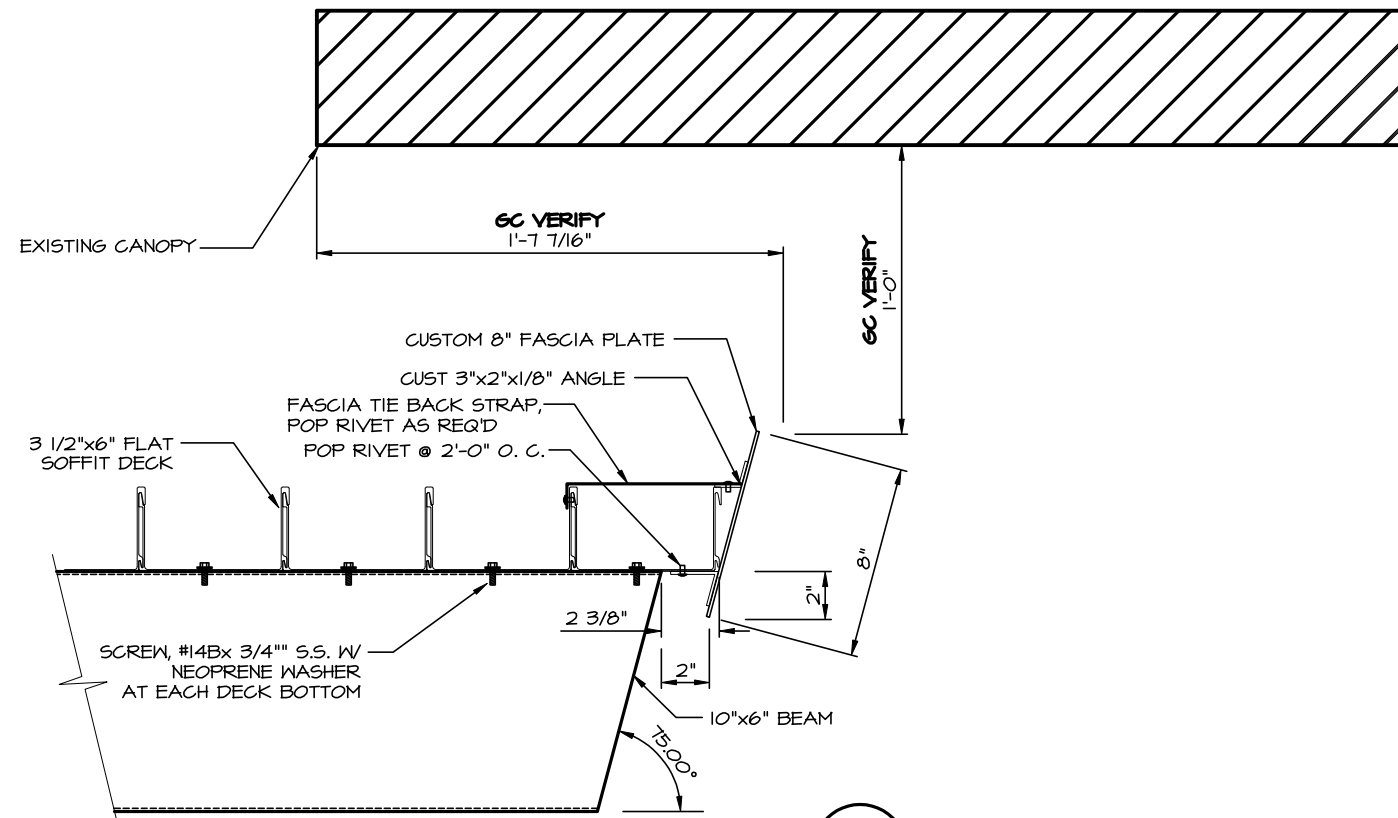 EXISTING CANOPY
GC VERIFY
1'-7 7/16"
GC VERIFY
1'-0"
CUSTOM 8" FASCIA PLATE
CUST 3"x2"x1/8" ANGLE
FASCIA TIE BACK STRAP,
POP RIVET AS REQ'D
POP RIVET @ 2'-0" O. C.
3 1/2"x6" FLAT
SOFFIT DECK
8"
2"
2 3/8"
2"
SCREW, #14Bx 3/4"" S.S. W/
NEOPRENE WASHER
AT EACH DECK BOTTOM
10"x6" BEAM
75.00°